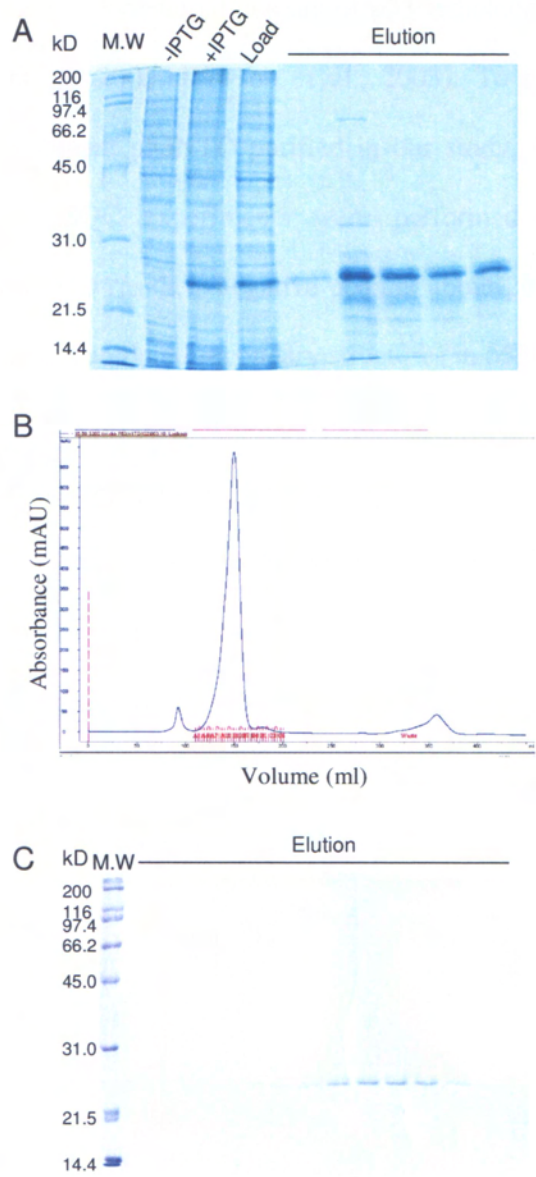 A
kD M.W -IPTG +IPTG Load Elution
200
116
97.4
66.2
45.0
31.0
21.5
14.4
B
Absorbance (mAU)
Volume (ml)
C
kD M.W Elution
200
116
97.4
66.2
45.0
31.0
21.5
14.4